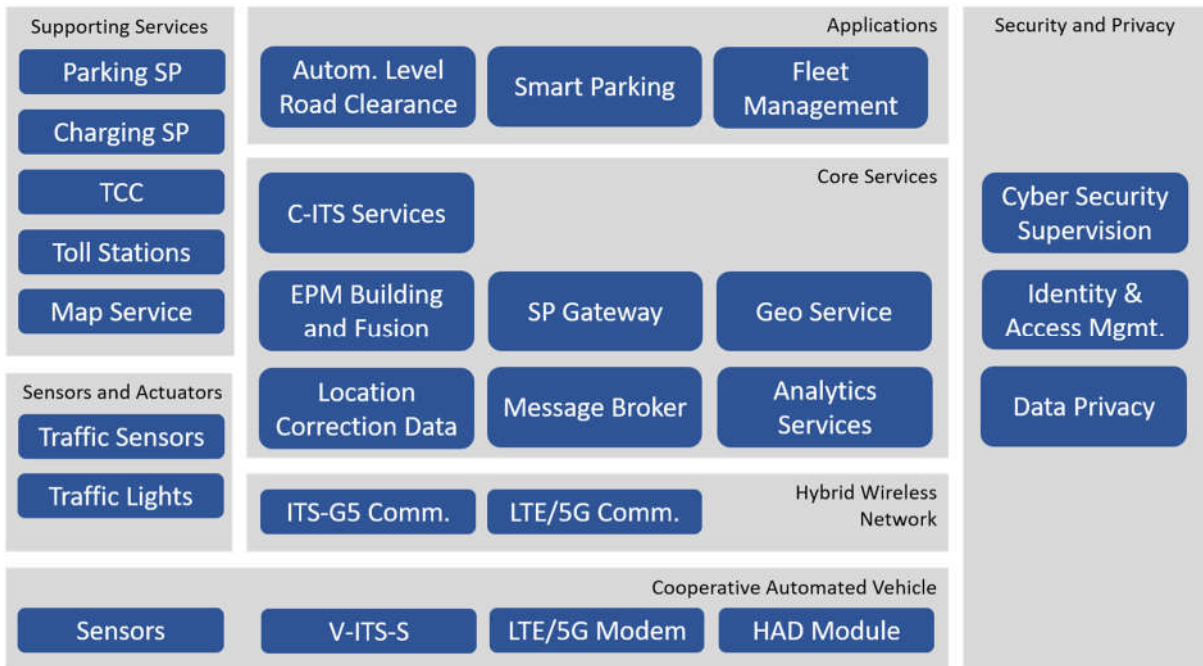 Supporting Services
Parking SP
Charging SP
TCC
Toll Stations
Map Service
Sensors and Actuators
Traffic Sensors
Traffic Lights
Applications
Autom. Level
Road Clearance
Smart Parking
Fleet
Management
Core Services
C-ITS Services
EPM Building
and Fusion
SP Gateway
Geo Service
Location
Correction Data
Message Broker
Analytics
Services
Hybrid Wireless
Network
ITS-G5 Comm.
LTE/5G Comm.
Cooperative Automated Vehicle
Sensors
V-ITS-S
LTE/5G Modem
HAD Module
Security and Privacy
Cyber Security
Supervision
Identity &
Access Mgmt.
Data Privacy